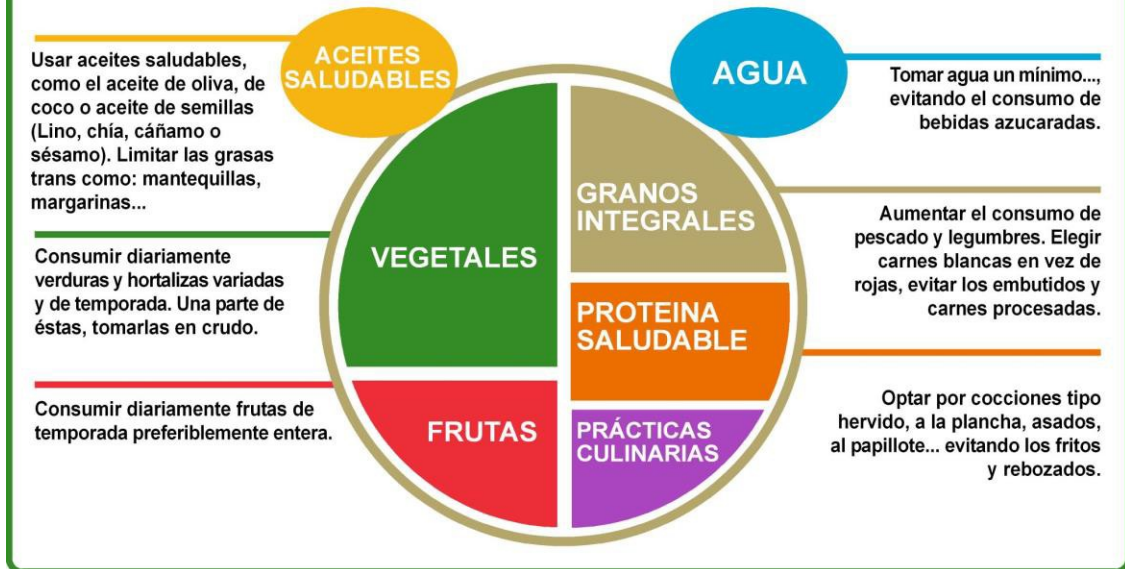 ACEITES
SALUDABLES
Usar aceites saludables,
como el aceite de oliva, de
coco o aceite de semillas
(Lino, chía, cáñamo o
sésamo). Limitar las grasas
trans como: mantequillas,
margarinas...
Consumir diariamente
verduras y hortalizas variadas
y de temporada. Una parte de
éstas, tomarlas en crudo.
Consumir diariamente frutas de
temporada preferiblemente entera.
VEGETALES
FRUTAS
GRANOS
INTEGRALES
PROTEINA
SALUDABLE
PRÁCTICAS
CULINARIAS
AGUA
Tomar agua un mínimo...,
evitando el consumo de
bebidas azucaradas.
Aumentar el consumo de
pescado y legumbres. Elegir
carnes blancas en vez de
rojas, evitar los embutidos y
carnes procesadas.
Optar por cocciones tipo
hervido, a la plancha, asados,
al papillote... evitando los fritos
y rebozados.